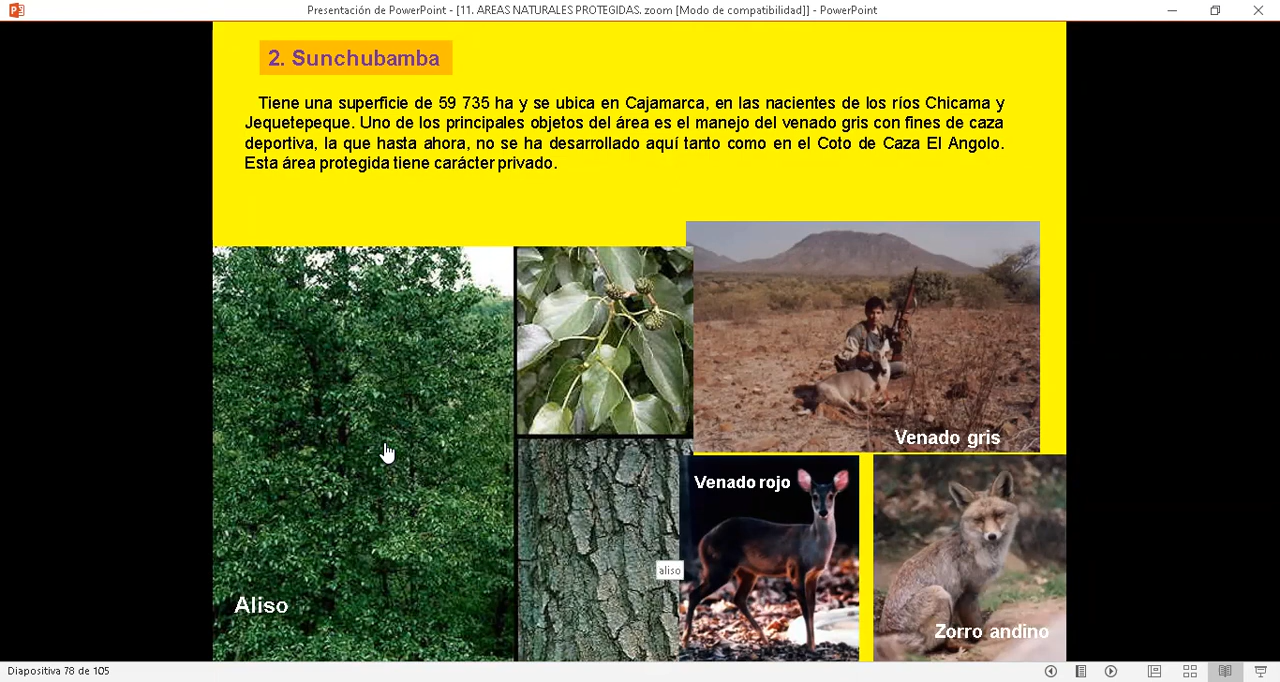 Presentación de PowerPoint - [11. AREAS NATURALES PROTEGIDAS. zoom [Modo de compatibilidad]] - PowerPoint
2. Sunchubamba
Tiene una superficie de 59 735 ha y se ubica en Cajamarca, en las nacientes de los ríos Chicama y
Jequetepeque. Uno de los principales objetos del área es el manejo del venado gris con fines de caza
deportiva, la que hasta ahora, no se ha desarrollado aquí tanto como en el Coto de Caza El Angolo.
Esta área protegida tiene carácter privado.
Venado gris
Venado rojo
aliso
Aliso
Zorro andino
Diapositiva 78 de 105